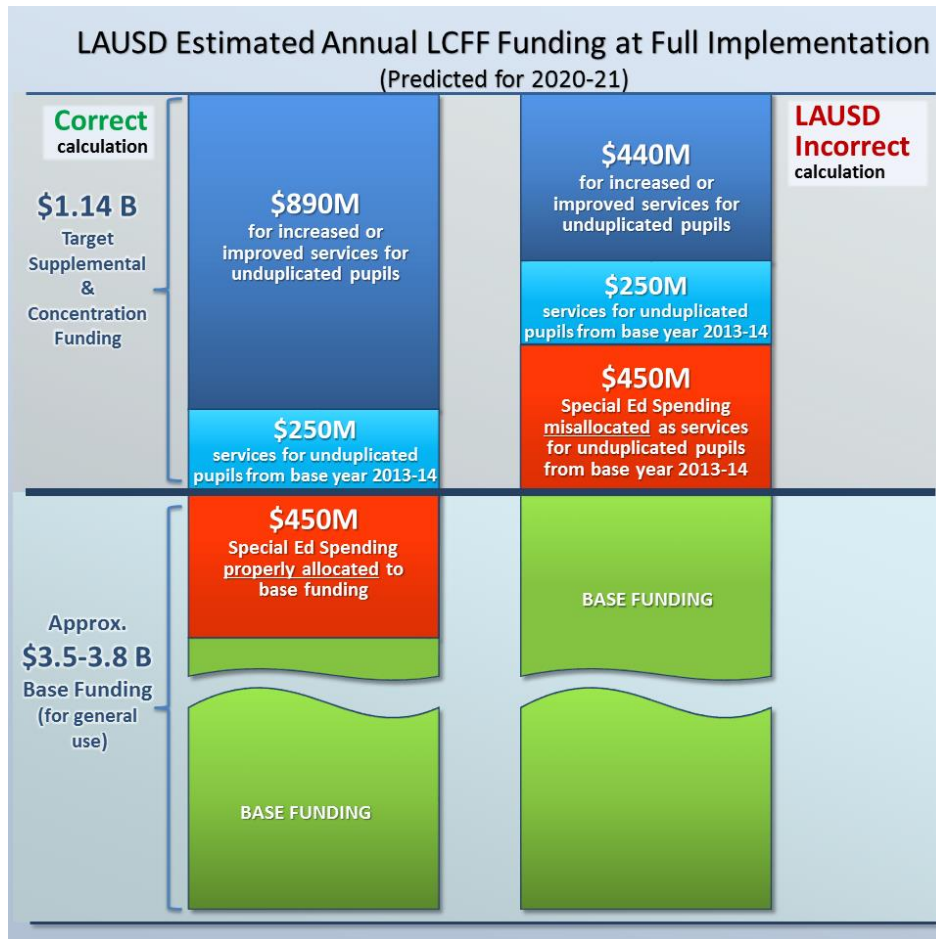 LAUSD Estimated Annual LCFF Funding at Full Implementation
(Predicted for 2020-21)
Correct
calculation
$1.14 B
Target
Supplemental
&
Concentration
Funding
$890M
for increased or
improved services for
unduplicated pupils
$250M
services for unduplicated
pupils from base year 2013-14
$440M
for increased or
improved services for
unduplicated pupils
$250M
services for unduplicated
pupils from base year 2013-14
$450M
Special Ed Spending
misallocated as services
for unduplicated pupils
from base year 2013-14
LAUSD
Incorrect
calculation
Approx.
$3.5-3.8 B
Base Funding
(for general
use)
$450M
Special Ed Spending
properly allocated to
base funding
BASE FUNDING
BASE FUNDING